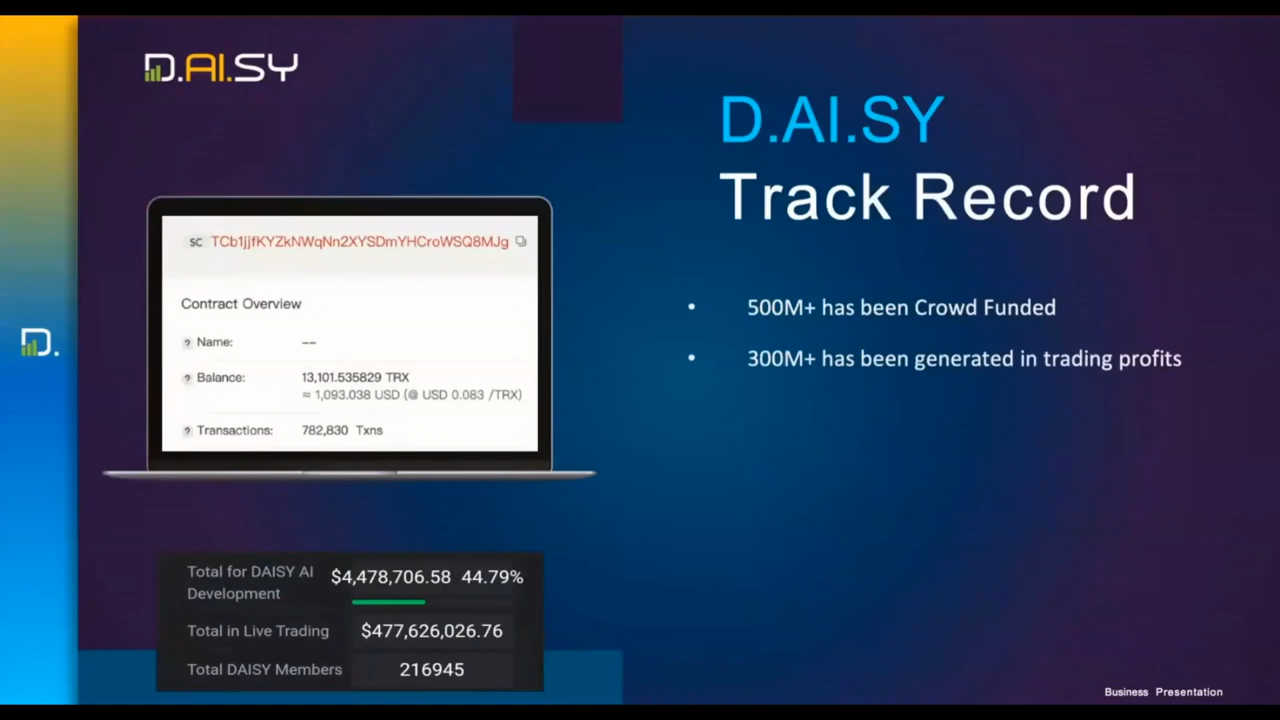 D.AI.SY
D.AI.SY
Track Record
SC TCb1jjfKYZkNWqNn2XYSDmYHCroWSQ8MJg
Contract Overview
? Name: --
? Balance: 13,101.535829 TRX
≈ 1,093.038 USD (@ USD 0.083 /TRX)
? Transactions: 782,830 Txns
D.
• 500M+ has been Crowd Funded
• 300M+ has been generated in trading profits
Total for DAISY AI
Development $4,478,706.58 44.79%
Total in Live Trading $477,626,026.76
Total DAISY Members 216945
Business Presentation